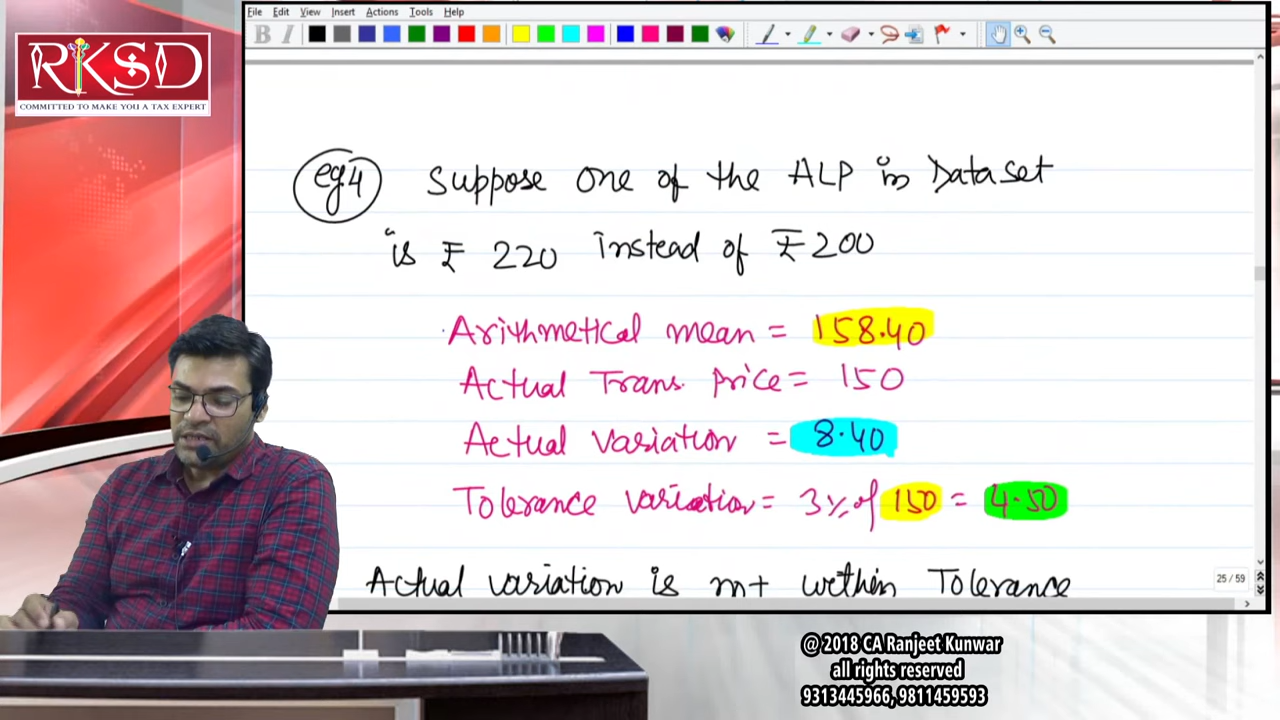 RKSD
COMMITTED TO MAKE YOU A TAX EXPERT
File Edit View Insert Actions Tools Help
B I
eg4 Suppose one of the ALP in Dataset
is ₹ 220 instead of ₹200
Arithmetical mean = 158.40
Actual Trans. price = 150
Actual variation = 8.40
Tolerance variation = 3% of 150 = 4.50
Actual variation is not within Tolerance
25 / 59
@ 2018 CA Ranjeet Kunwar
all rights reserved
9313445966, 9811459593